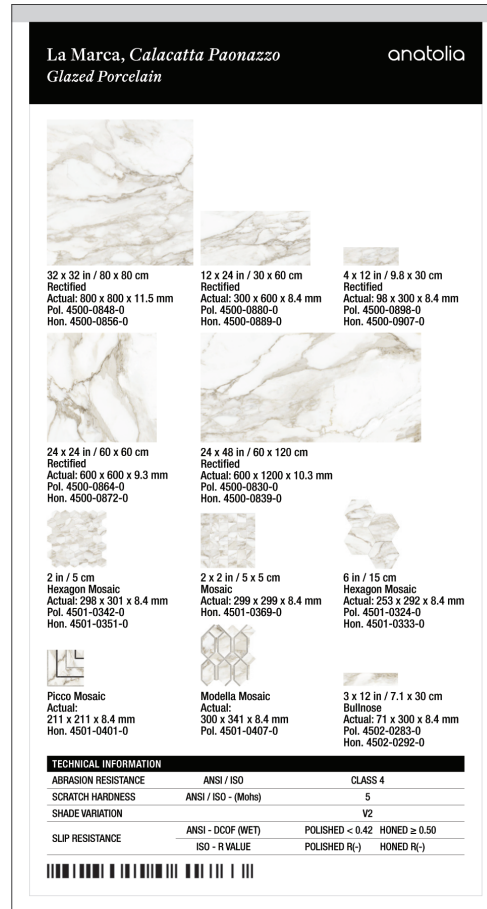 La Marca, Calacatta Paonazzo
Glazed Porcelain
anatolia
32 x 32 in / 80 x 80 cm
Rectified
Actual: 800 x 800 x 11.5 mm
Pol. 4500-0848-0
Hon. 4500-0856-0
12 x 24 in / 30 x 60 cm
Rectified
Actual: 300 x 600 x 8.4 mm
Pol. 4500-0880-0
Hon. 4500-0889-0
4 x 12 in / 9.8 x 30 cm
Rectified
Actual: 98 x 300 x 8.4 mm
Pol. 4500-0898-0
Hon. 4500-0907-0
24 x 24 in / 60 x 60 cm
Rectified
Actual: 600 x 600 x 9.3 mm
Pol. 4500-0864-0
Hon. 4500-0872-0
24 x 48 in / 60 x 120 cm
Rectified
Actual: 600 x 1200 x 10.3 mm
Pol. 4500-0830-0
Hon. 4500-0839-0
2 in / 5 cm
Hexagon Mosaic
Actual: 298 x 301 x 8.4 mm
Pol. 4501-0342-0
Hon. 4501-0351-0
2 x 2 in / 5 x 5 cm
Mosaic
Actual: 299 x 299 x 8.4 mm
Hon. 4501-0369-0
6 in / 15 cm
Hexagon Mosaic
Actual: 253 x 292 x 8.4 mm
Pol. 4501-0324-0
Hon. 4501-0333-0
Picco Mosaic
Actual:
211 x 211 x 8.4 mm
Hon. 4501-0401-0
Modella Mosaic
Actual:
300 x 341 x 8.4 mm
Pol. 4501-0407-0
3 x 12 in / 7.1 x 30 cm
Bullnose
Actual: 71 x 300 x 8.4 mm
Pol. 4502-0283-0
Hon. 4502-0292-0
TECHNICAL INFORMATION
ABRASION RESISTANCE ANSI / ISO CLASS 4
SCRATCH HARDNESS ANSI / ISO - (Mohs) 5
SHADE VARIATION V2
SLIP RESISTANCE ANSI - DCOF (WET) POLISHED < 0.42 HONED ≥ 0.50
ISO - R VALUE POLISHED R(-) HONED R(-)